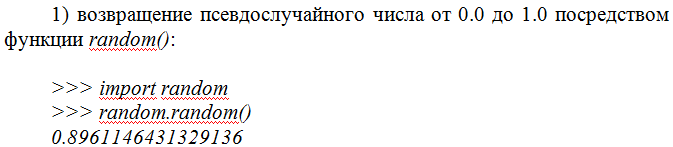 1) возвращение псевдослучайного числа от 0.0 до 1.0 посредством
функции random():
>>> import random
>>> random.random()
0.8961146431329136